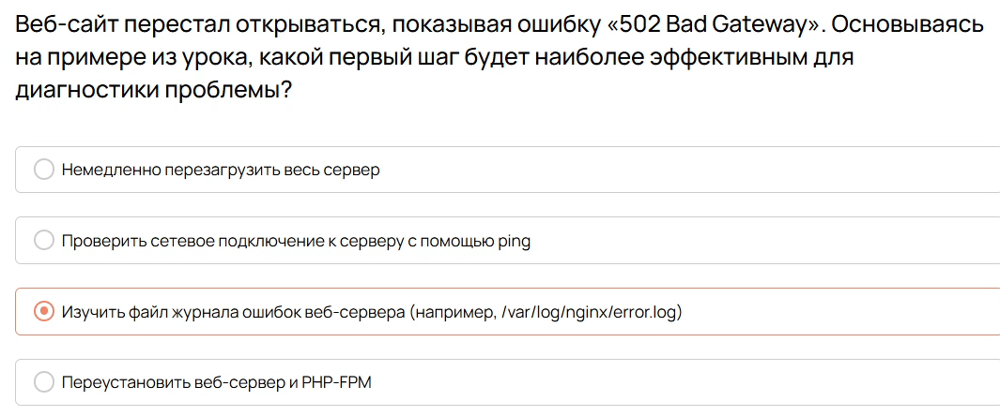 Веб-сайт перестал открываться, показывая ошибку «502 Bad Gateway». Основываясь
на примере из урока, какой первый шаг будет наиболее эффективным для
диагностики проблемы?
Немедленно перезагрузить весь сервер
Проверить сетевое подключение к серверу с помощью ping
Изучить файл журнала ошибок веб-сервера (например, /var/log/nginx/error.log)
Переустановить веб-сервер и PHP-FPM